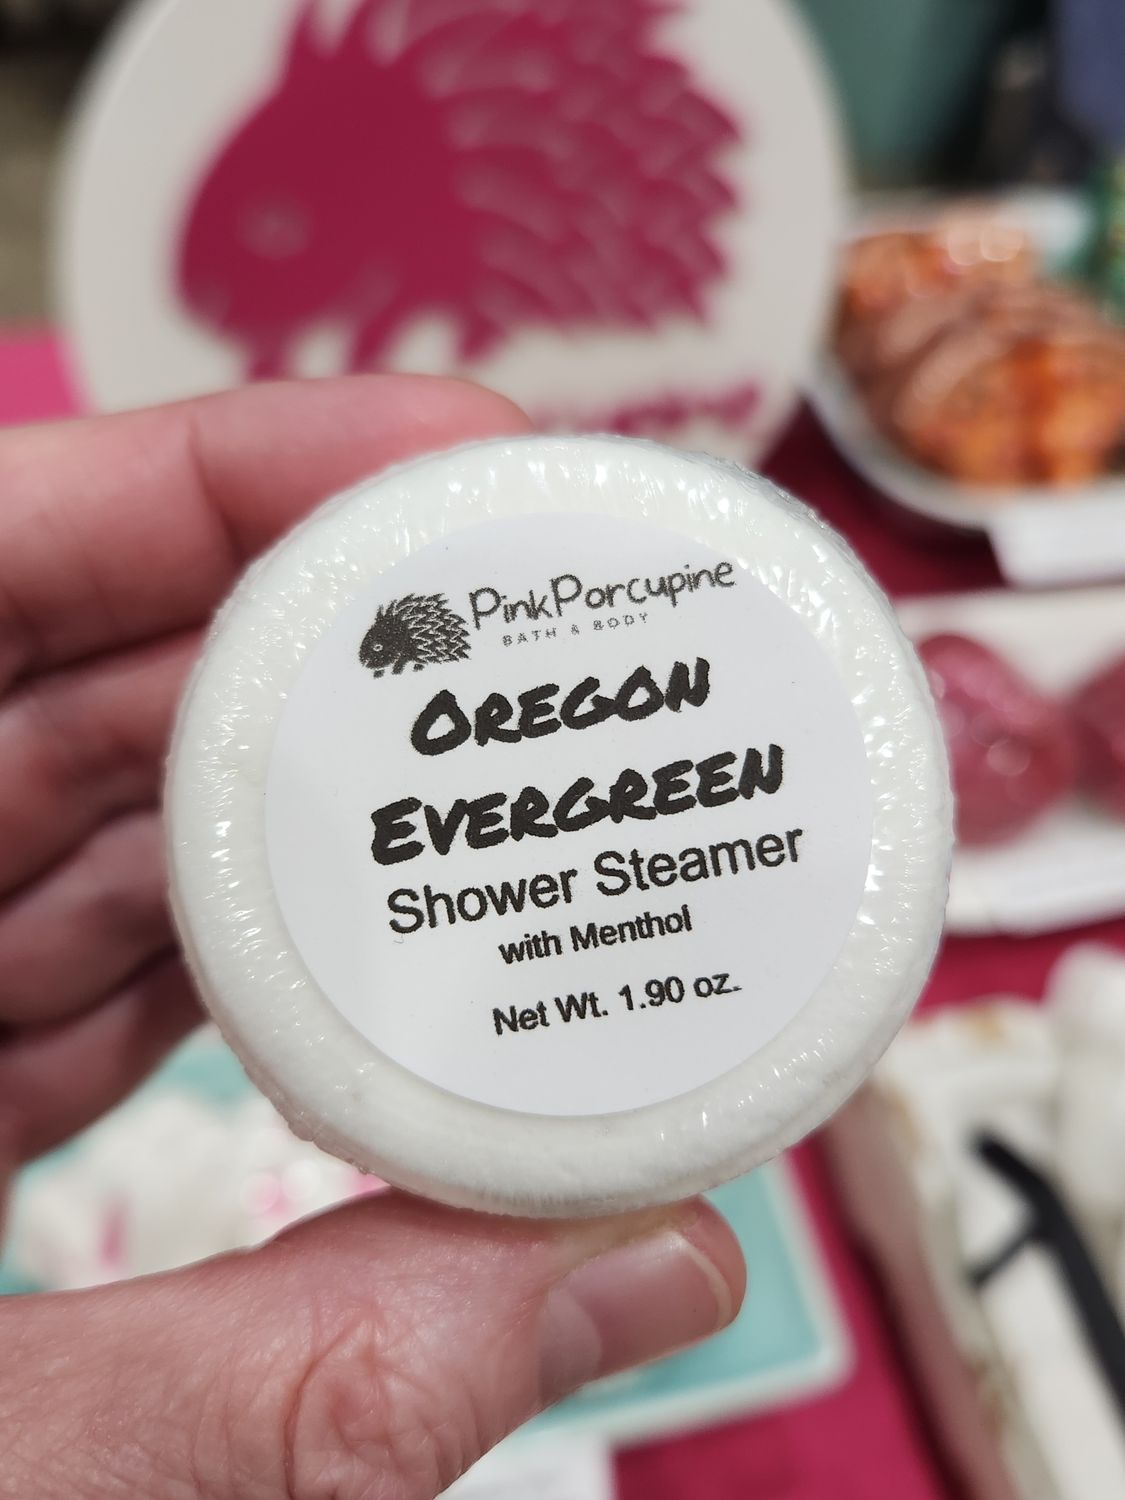 PinkPorcupine
BATH & BODY
OREGON
EVERGREEN
Shower Steamer
with Menthol
Net Wt. 1.90 oz.